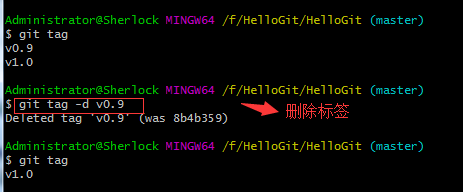 Administrator@Sherlock MINGW64 /f/HelloGit/HelloGit (master)
$ git tag
v0.9
v1.0
Administrator@Sherlock MINGW64 /f/HelloGit/HelloGit (master)
$ git tag -d v0.9
删除标签
Deleted tag 'v0.9' (was 8b4b359)
Administrator@Sherlock MINGW64 /f/HelloGit/HelloGit (master)
$ git tag
v1.0